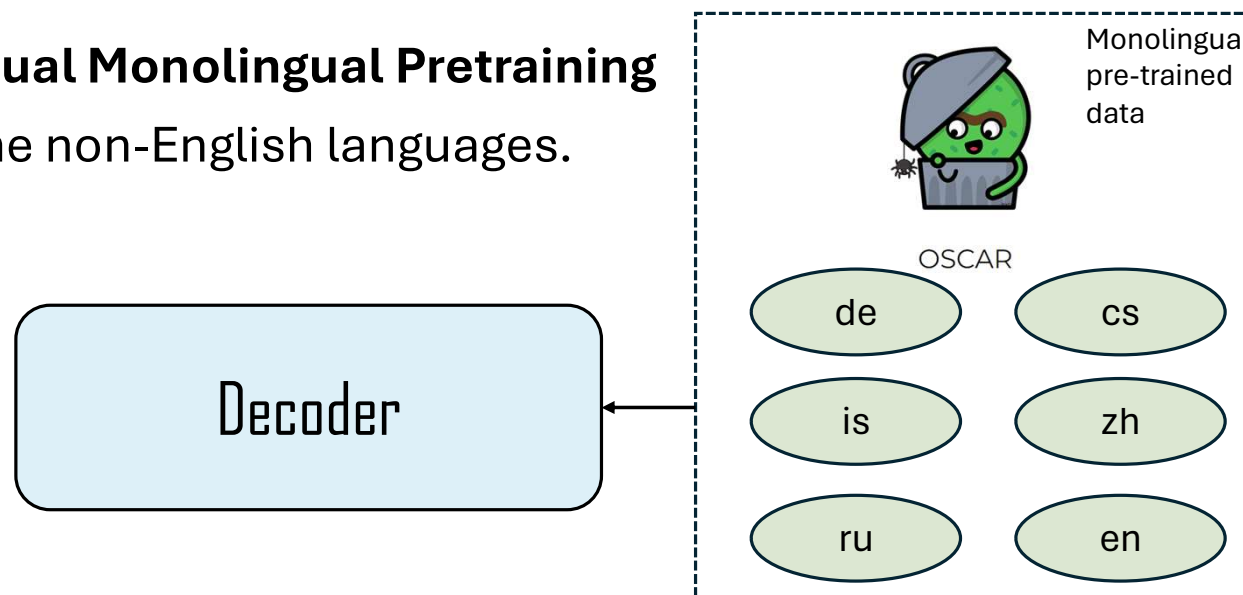 ual Monolingual Pretraining
ne non-English languages.
Monolingua
pre-trained
data
OSCAR
de
cs
Decoder
is
zh
ru
en